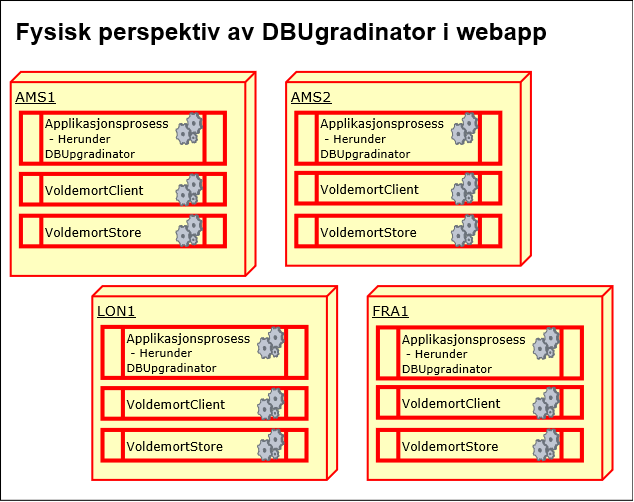 Fysisk perspektiv av DBUgradinator i webapp
AMS1
Applikasjonsprosess
- Herunder
DBUpgradinator
VoldemortClient
VoldemortStore
AMS2
Applikasjonsprosess
- Herunder
DBUpgradinator
VoldemortClient
VoldemortStore
LON1
Applikasjonsprosess
- Herunder
DBUpgradinator
VoldemortClient
VoldemortStore
FRA1
Applikasjonsprosess
- Herunder
DBUpgradinator
VoldemortClient
VoldemortStore